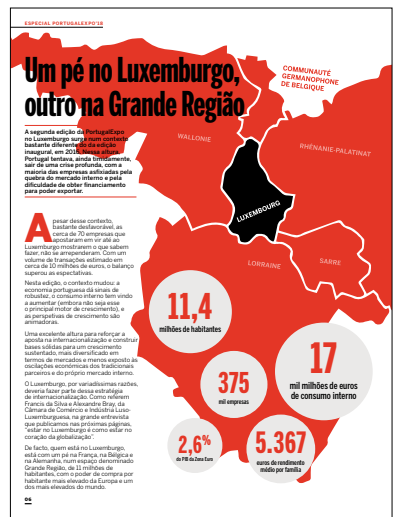 ESPECIAL PORTUGALEXPO'18
Um pé no Luxemburgo,
outro na Grande Região
A segunda edição da PortugalExpo
no Luxemburgo surge num contexto
bastante diferente do da edição
inaugural, em 2016. Nessa altura,
Portugal tentava, ainda timidamente,
sair de uma crise profunda, com a
maioria das empresas asfixiadas pela
quebra do mercado interno e pela
dificuldade de obter financiamento
para poder exportar.
Apesar desse contexto,
bastante desfavorável, as
cerca de 70 empresas que
apostaram em vir até ao
Luxemburgo mostrarem o que sabem
fazer, não se arrependeram. Com um
volume de transações estimado em
cerca de 10 milhões de euros, o balanço
superou as espectativas.
Nesta edição, o contexto mudou: a
economia portuguesa dá sinais de
robustez, o consumo interno tem vindo
a aumentar (embora não seja esse
o principal motor de crescimento), e
as perspetivas de crescimento são
animadoras.
Uma excelente altura para reforçar a
aposta na internacionalização e construir
bases sólidas para um crescimento
sustentado, mais diversificado em
termos de mercados e menos exposto às
oscilações económicas dos tradicionais
parceiros e do próprio mercado interno.
O Luxemburgo, por variadíssimas razões,
deveria fazer parte dessa estratégia
de internacionalização. Como referem
Francis da Silva e Alexandre Bray, da
Câmara de Comércio e Indústria Luso-
Luxemburguesa, na grande entrevista
que publicamos nas próximas páginas,
"estar no Luxemburgo é como estar no
coração da globalização".
De facto, quem está no Luxemburgo,
está com um pé na França, na Bélgica e
na Alemanha, num espaço denominado
Grande Região, de 11 milhões de
habitantes, com o poder de compra por
habitante mais elevado da Europa e um
dos mais elevados do mundo.
06
COMMUNAUTÉ
GERMANOPHONE
DE BELGIQUE
WALLONIE
RHÉNANIE-PALATINAT
LUXEMBOURG
LORRAINE
SARRE
11,4
milhões de habitantes
17
mil milhões de euros
de consumo interno
375
mil empresas
2,6%
do PIB da Zona Euro
5.367
euros de rendimento
médio por família